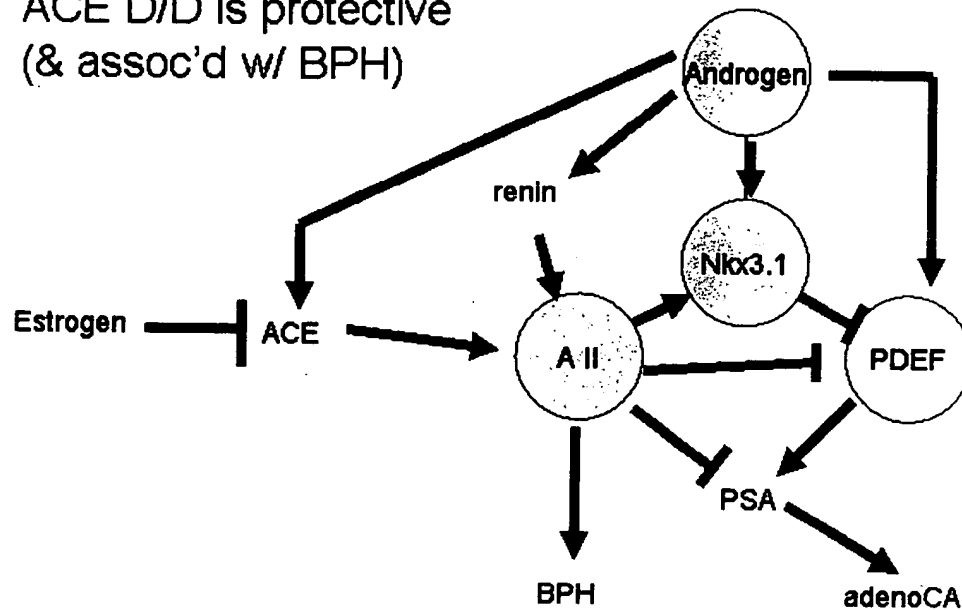 ACE D/D is protective
(& assoc'd w/ BPH)
Androgen
renin
Nkx3.1
Estrogen
ACE
A II
PDEF
PSA
BPH
adenoCA